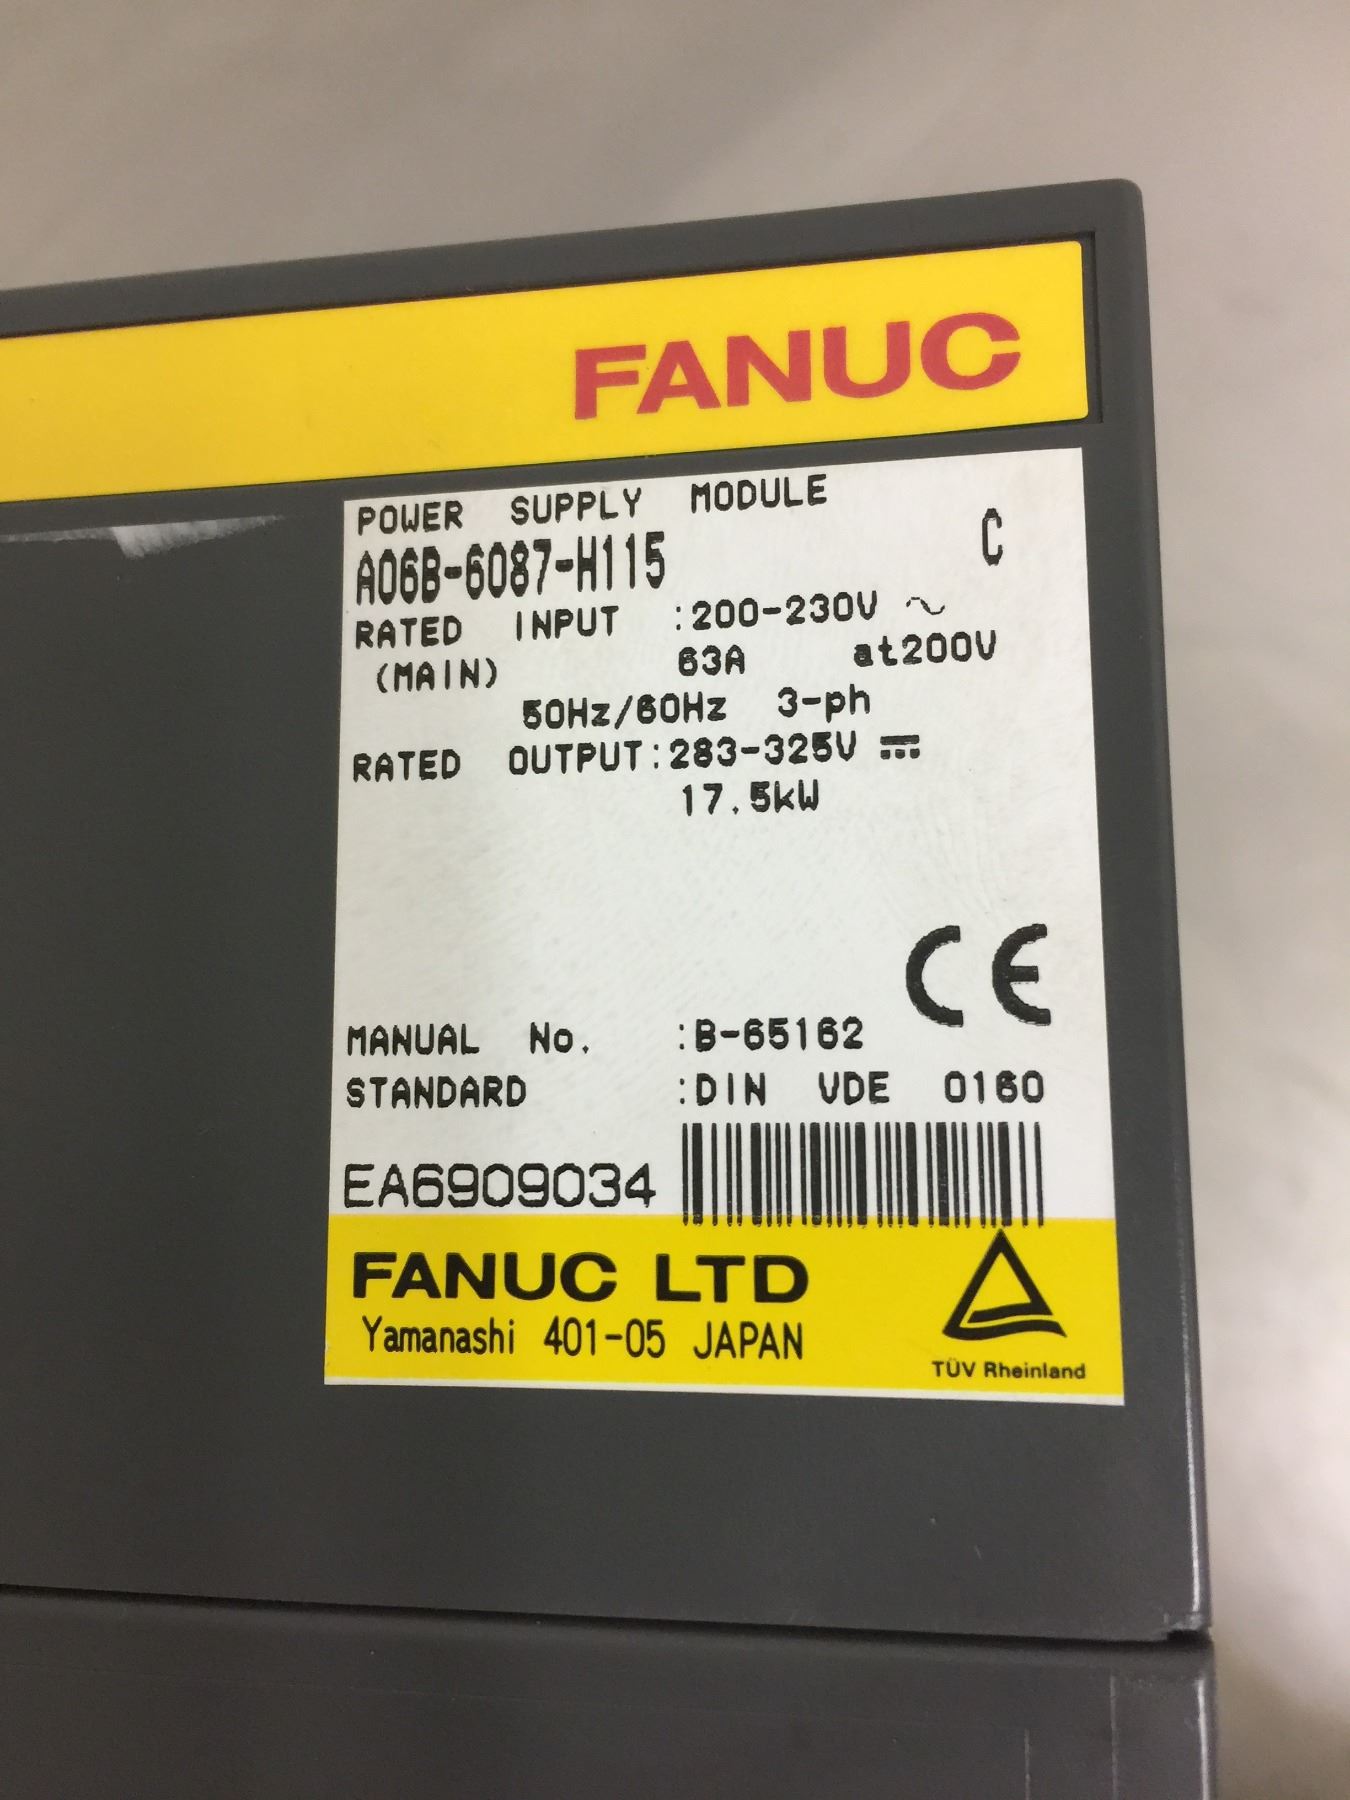 FANUC
POWER SUPPLY MODULE
A06B-6087-H115 C
RATED INPUT :200-230V ~
(MAIN) 63A at200V
50Hz/60Hz 3-ph
RATED OUTPUT:283-325V ⎓
17.5kW
CE
MANUAL No. :B-65162
STANDARD :DIN VDE 0160
EA6909034
FANUC LTD
Yamanashi 401-05 JAPAN
TÜV Rheinland